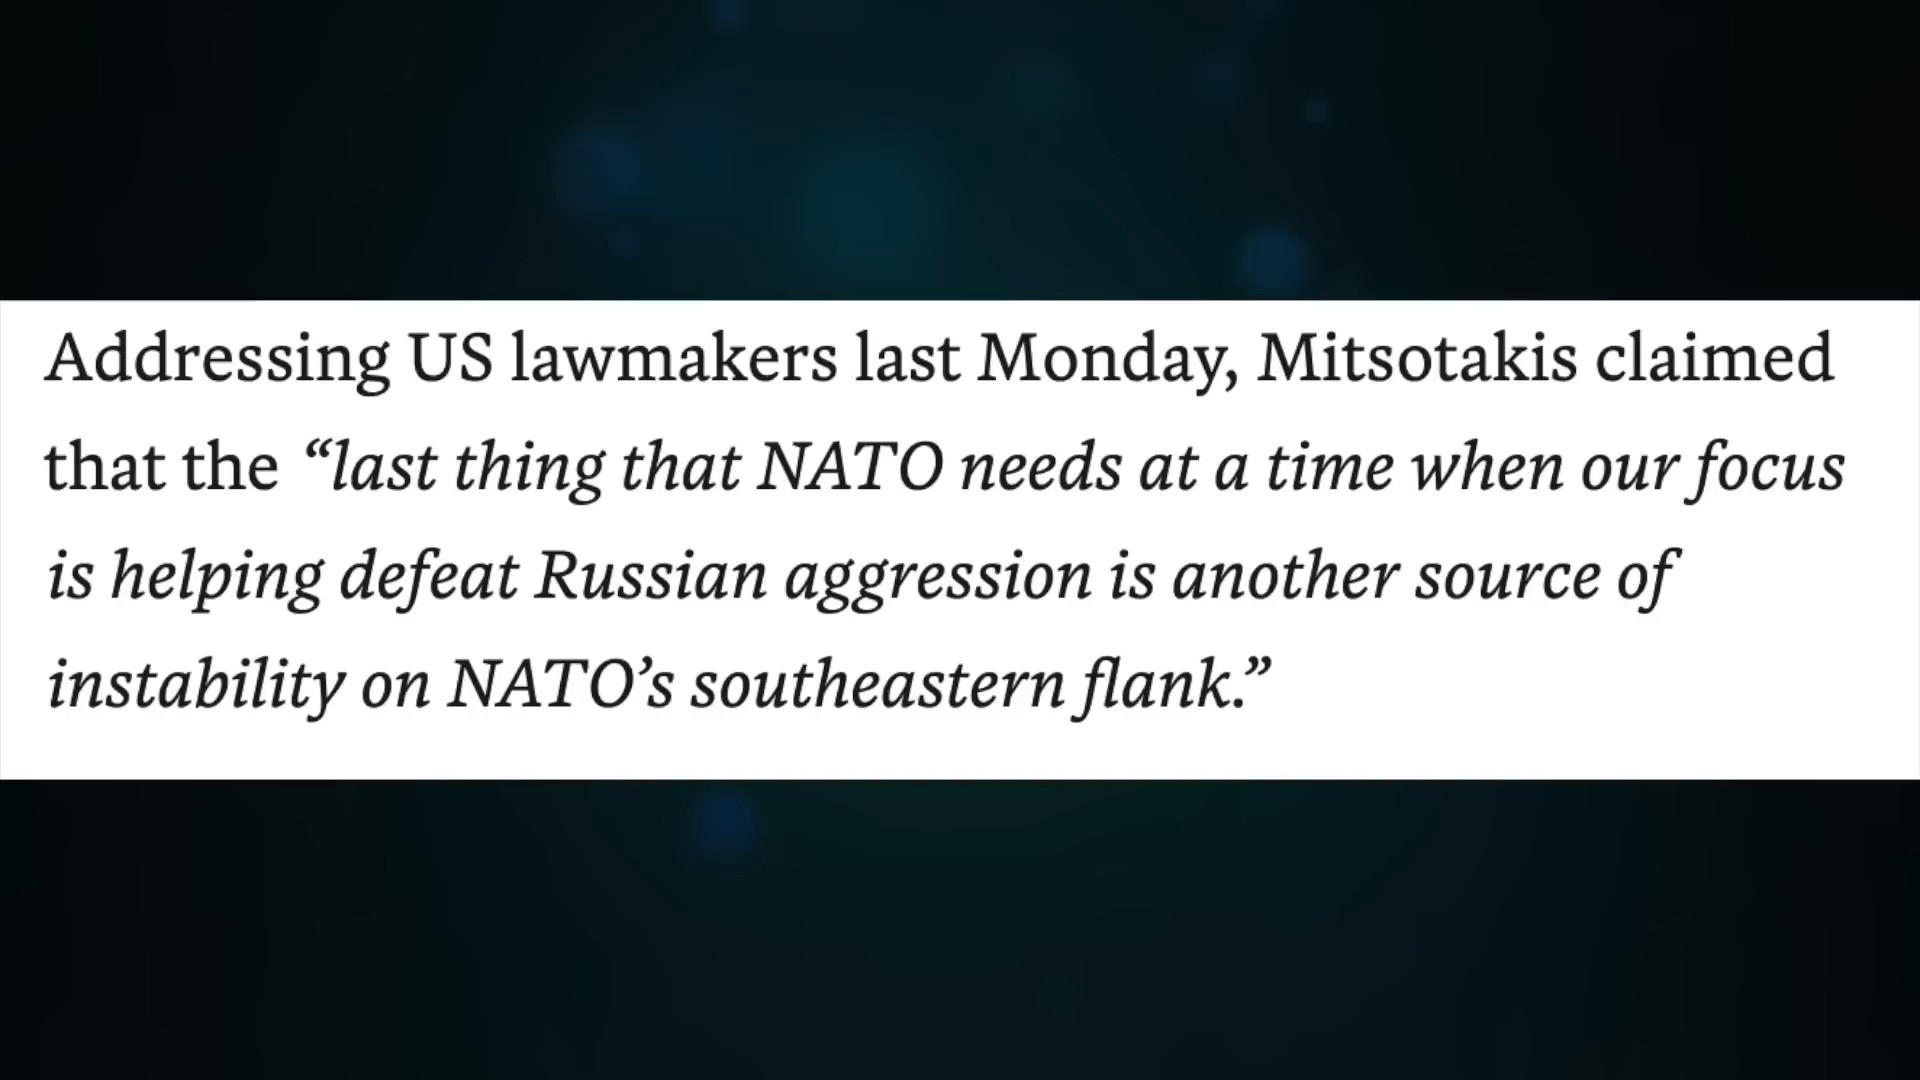 Addressing US lawmakers last Monday, Mitsotakis claimed
that the “last thing that NATO needs at a time when our focus
is helping defeat Russian aggression is another source of
instability on NATO’s southeastern flank.”